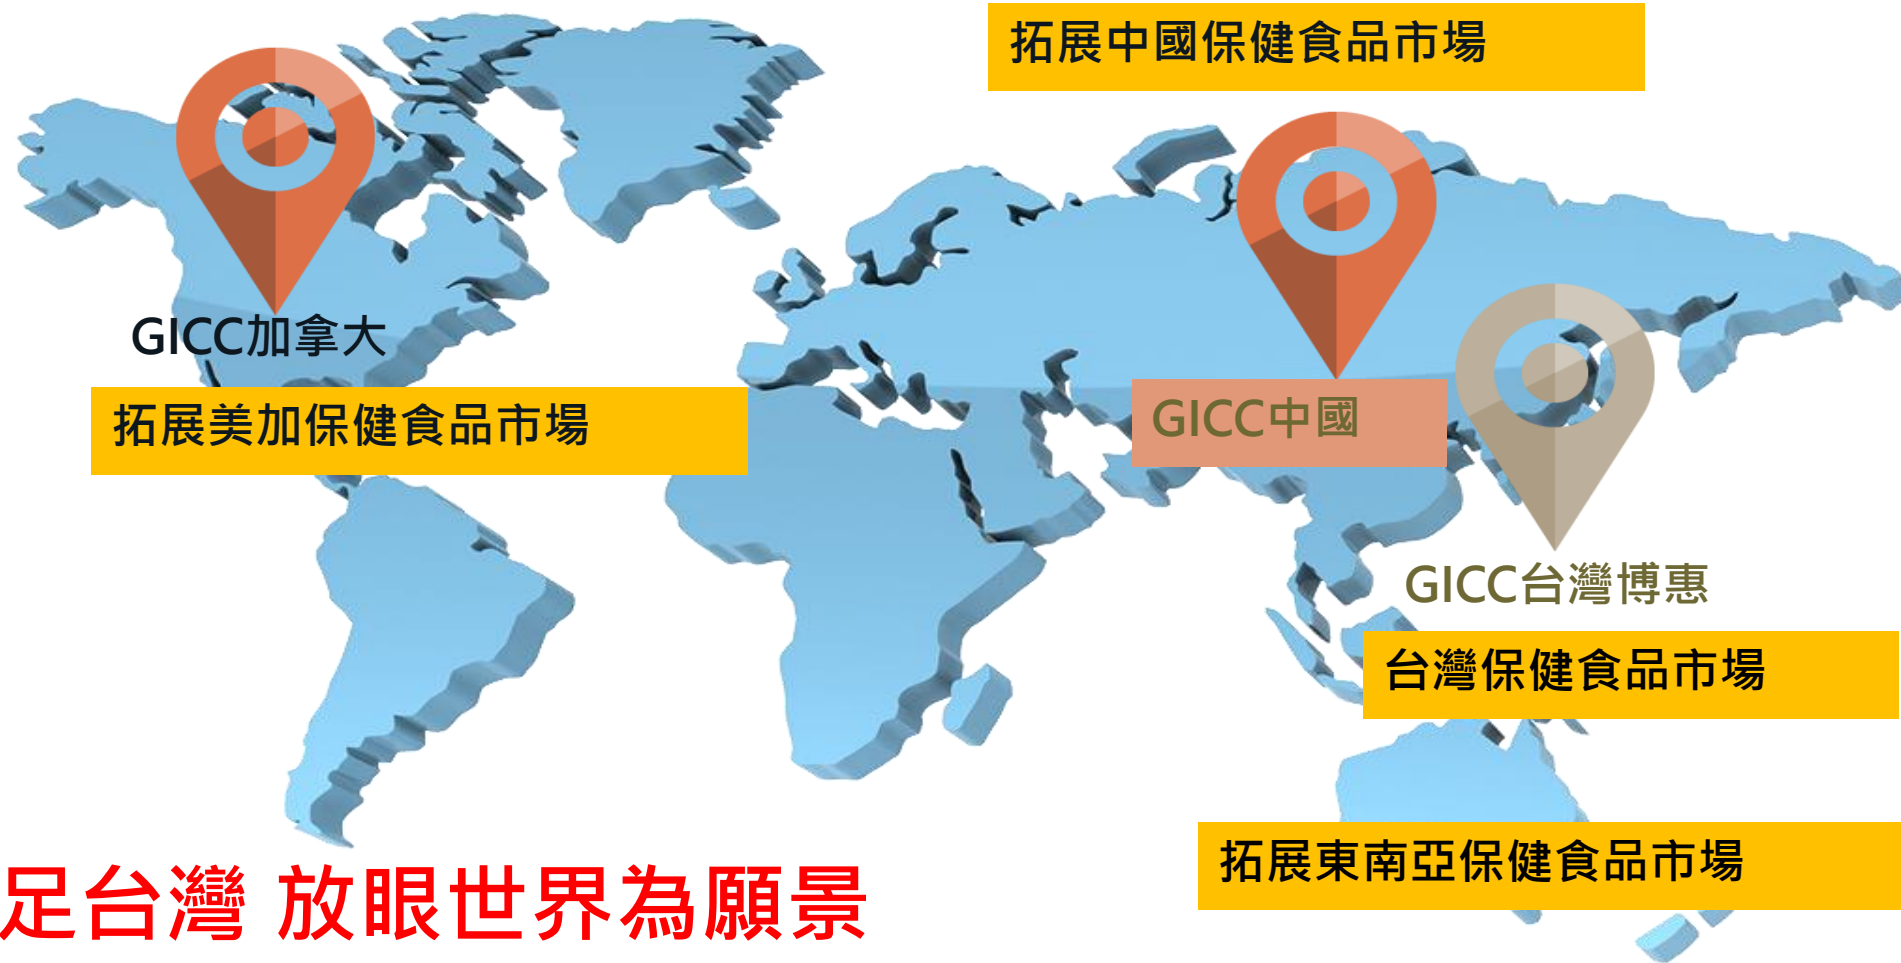 拓展中國保健食品市場
GICC加拿大
拓展美加保健食品市場
GICC中國
GICC台灣博惠
台灣保健食品市場
拓展東南亞保健食品市場
足台灣 放眼世界為願景